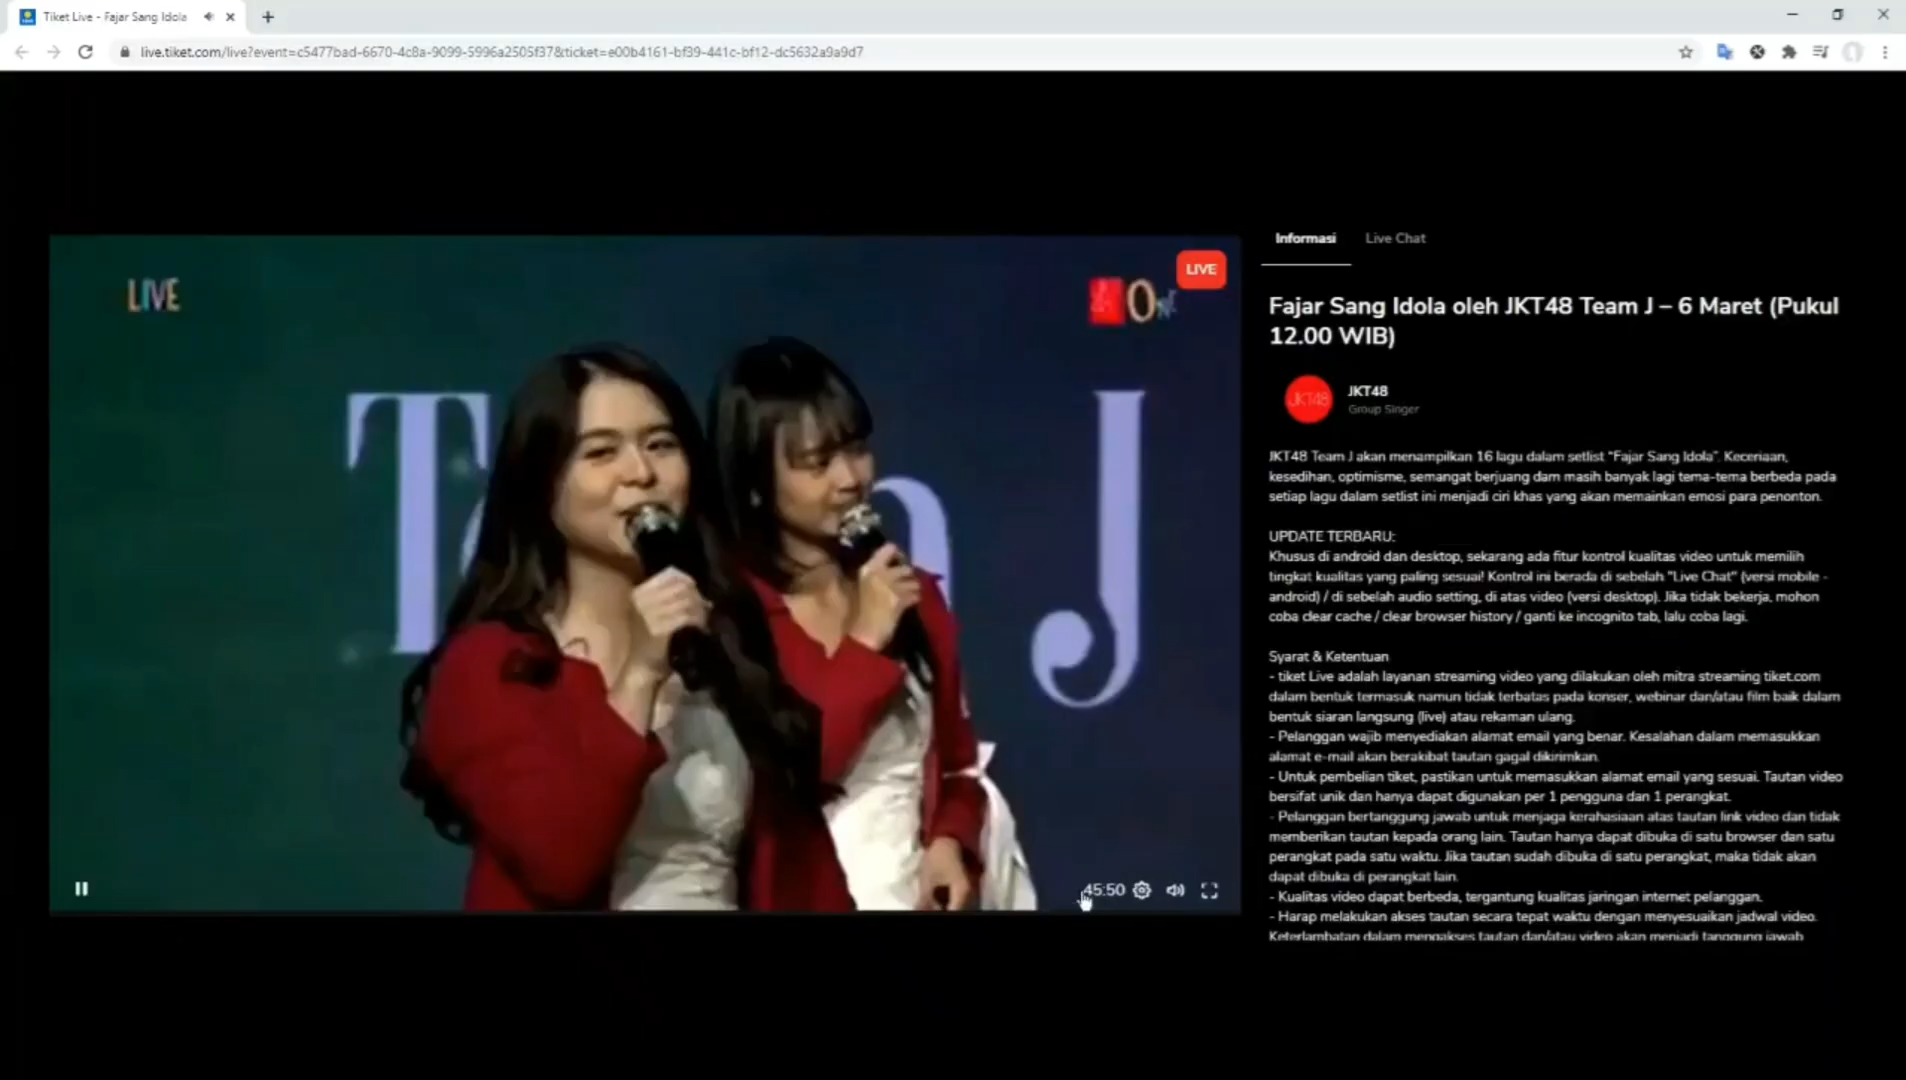 Tiket Live - Fajar Sang Idola
live.tiket.com/live?event=c5477bad-6670-4c8a-9099-5996a2505f37&ticket=e00b4161-bf39-441c-bf12-dc5632a9a9d7
LIVE
LIVE
ON
Te J
45:50
Informasi Live Chat
Fajar Sang Idola oleh JKT48 Team J – 6 Maret (Pukul
12.00 WIB)
JKT48
JKT48
Group Singer
JKT48 Team J akan menampilkan 16 lagu dalam setlist "Fajar Sang Idola". Keceriaan,
kesedihan, optimisme, semangat berjuang dam masih banyak lagi tema-tema berbeda pada
setiap lagu dalam setlist ini menjadi ciri khas yang akan memainkan emosi para penonton.
UPDATE TERBARU:
Khusus di android dan desktop, sekarang ada fitur kontrol kualitas video untuk memilih
tingkat kualitas yang paling sesuai! Kontrol ini berada di sebelah "Live Chat" (versi mobile -
android) / di sebelah audio setting, di atas video (versi desktop). Jika tidak bekerja, mohon
coba clear cache / clear browser history / ganti ke incognito tab, lalu coba lagi.
Syarat & Ketentuan
- tiket Live adalah layanan streaming video yang dilakukan oleh mitra streaming tiket.com
dalam bentuk termasuk namun tidak terbatas pada konser, webinar dan/atau film baik dalam
bentuk siaran langsung (live) atau rekaman ulang.
- Pelanggan wajib menyediakan alamat email yang benar. Kesalahan dalam memasukkan
alamat e-mail akan berakibat tautan gagal dikirimkan.
- Untuk pembelian tiket, pastikan untuk memasukkan alamat email yang sesuai. Tautan video
bersifat unik dan hanya dapat digunakan per 1 pengguna dan 1 perangkat.
- Pelanggan bertanggung jawab untuk menjaga kerahasiaan atas tautan link video dan tidak
memberikan tautan kepada orang lain. Tautan hanya dapat dibuka di satu browser dan satu
perangkat pada satu waktu. Jika tautan sudah dibuka di satu perangkat, maka tidak akan
dapat dibuka di perangkat lain.
- Kualitas video dapat berbeda, tergantung kualitas jaringan internet pelanggan.
- Harap melakukan akses tautan secara tepat waktu dengan menyesuaikan jadwal video.
Keterlambatan dalam mengakses tautan dan/atau video akan menjadi tanggung jawab